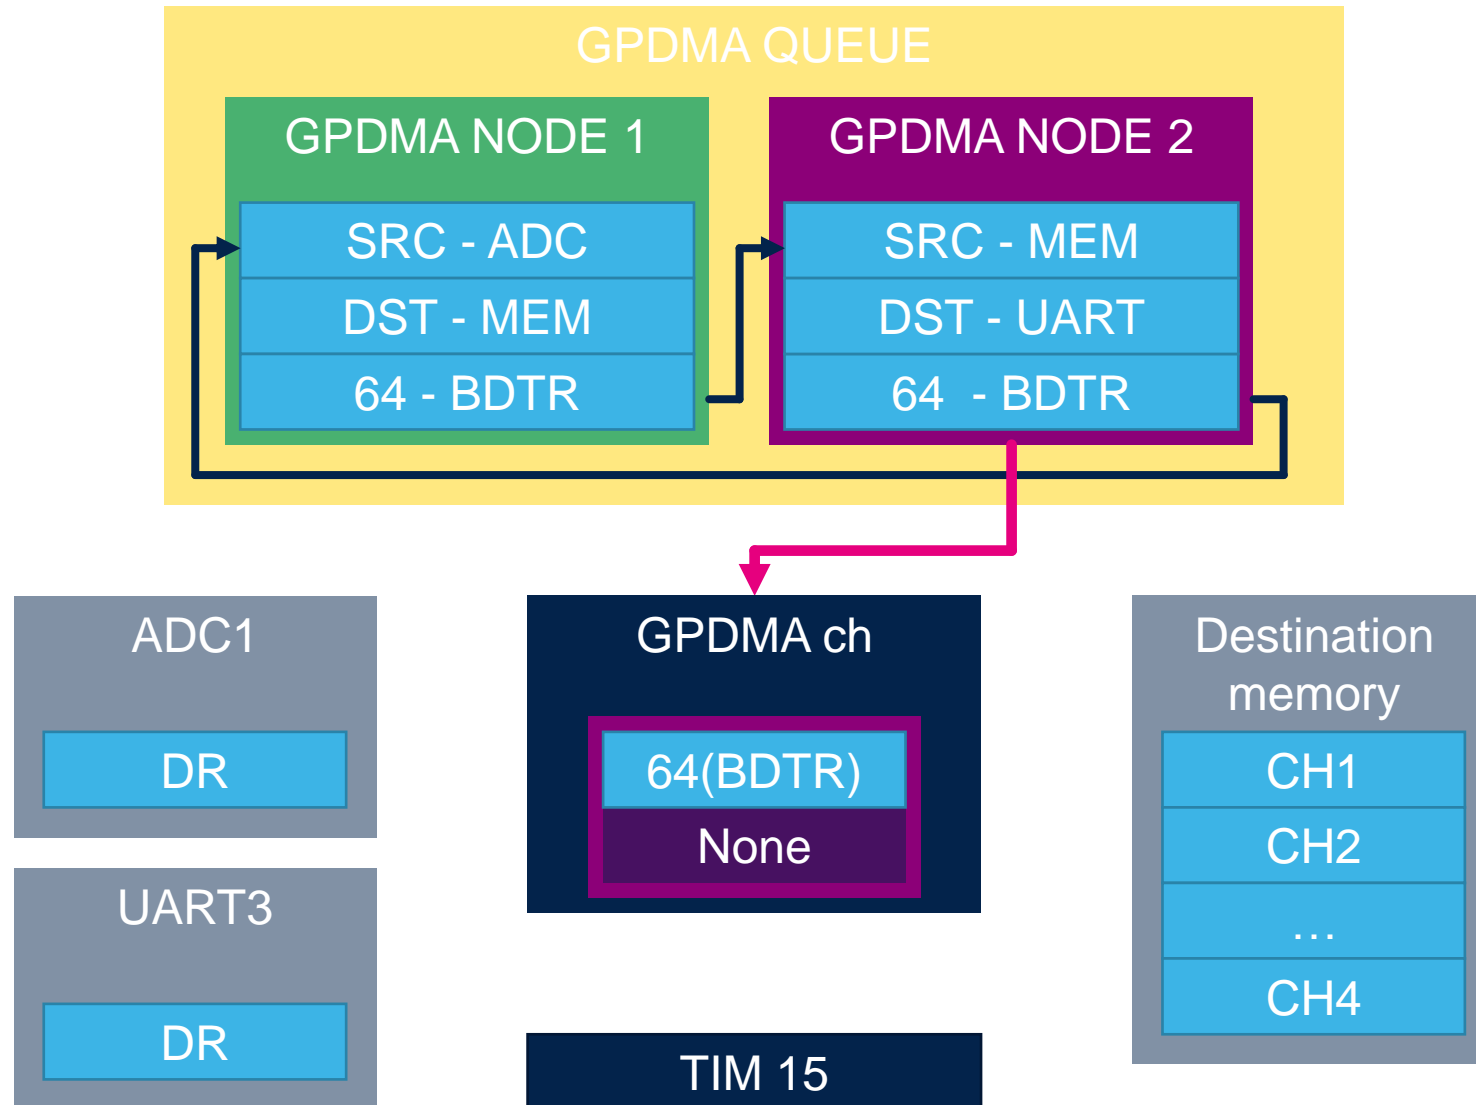 GPDMA QUEUE
GPDMA NODE 1
SRC - ADC
DST - MEM
64 - BDTR
GPDMA NODE 2
SRC - MEM
DST - UART
64 - BDTR
ADC1
DR
UART3
DR
GPDMA ch
64(BDTR)
None
TIM 15
Destination
memory
CH1
CH2
…
CH4